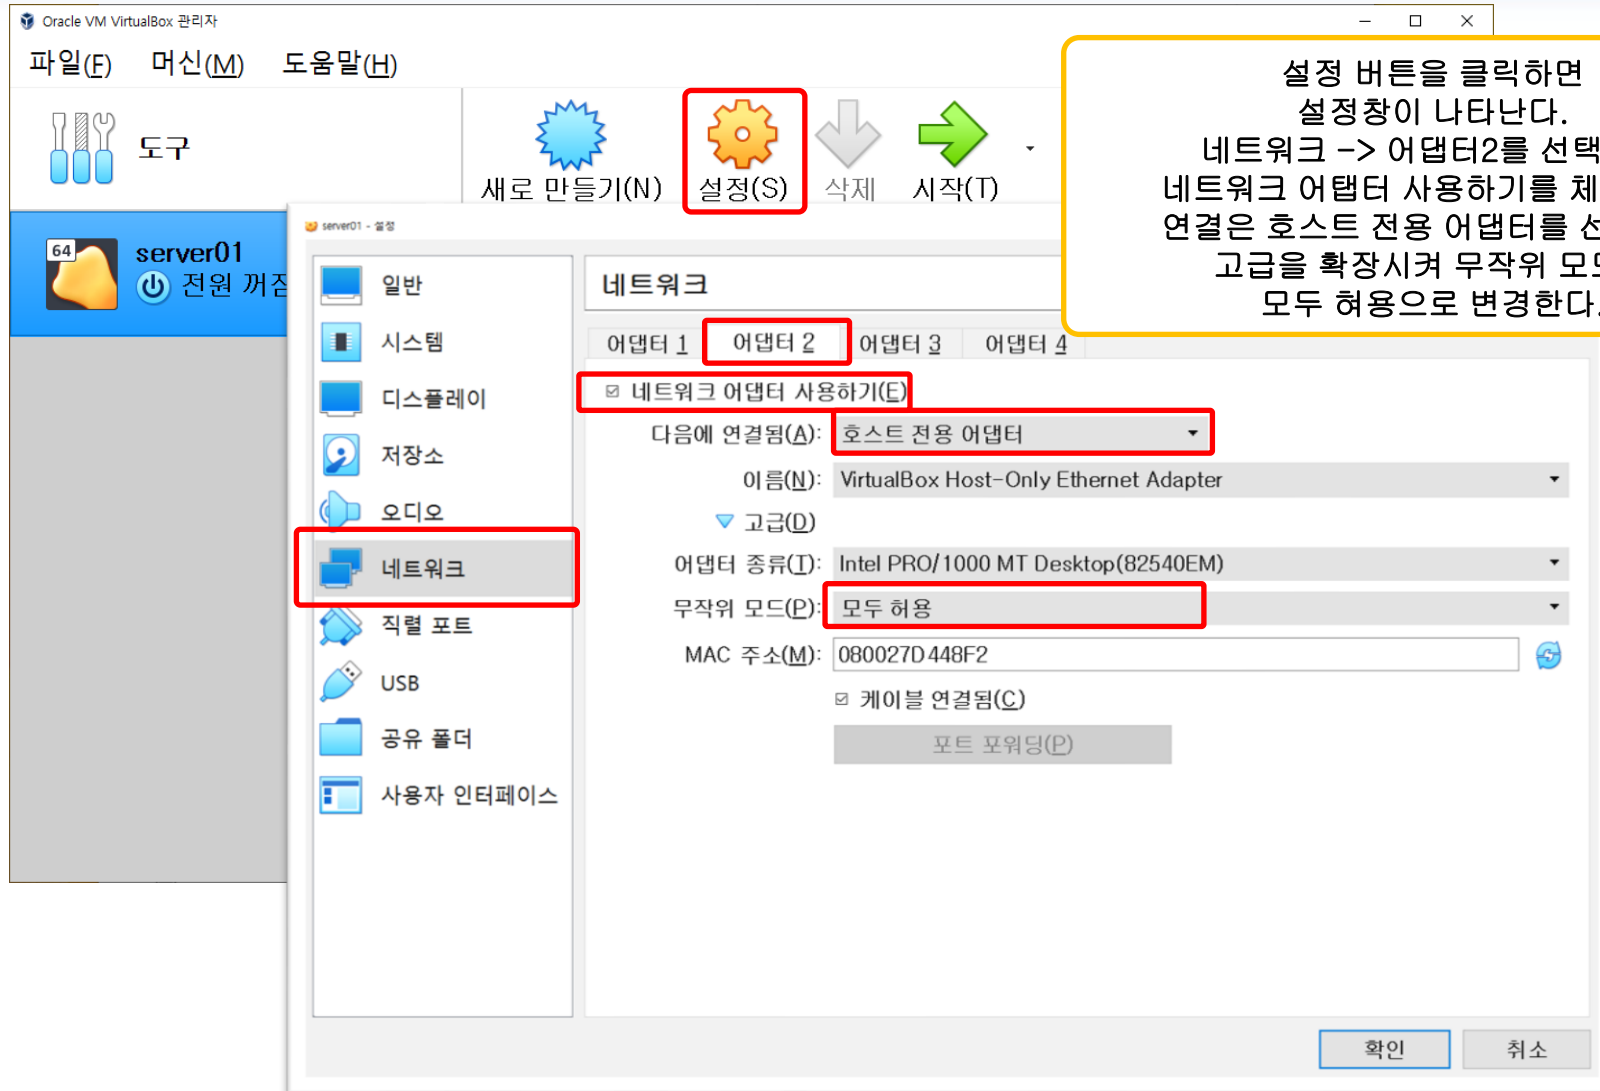 Oracle VM VirtualBox 관리자
파일(F) 머신(M) 도움말(H)
설정 버튼을 클릭하면
설정창이 나타난다.
네트워크 -> 어댑터2를 선택
네트워크 어탭터 사용하기를 체
연결은 호스트 전용 어댑터를
고급을 확장시켜 무작위
모두 허용으로 변경한다.
도구
새로 만들기(N) 설정(S) 삭제 시작(T)
64
server01
전원 꺼짐
server01 - 설정
일반
시스템
디스플레이
저장소
오디오
네트워크
직렬 포트
USB
공유 폴더
사용자 인터페이스
네트워크
어댑터 1 어댑터 2 어댑터 3 어댑터 4
네트워크 어댑터 사용하기(E)
다음에 연결됨(A): 호스트 전용 어댑터
이름(N): VirtualBox Host-Only Ethernet Adapter
고급(D)
어댑터 종류(T): Intel PRO/1000 MT Desktop(82540EM)
무작위 모드(P): 모두 허용
MAC 주소(M): 080027D448F2
케이블 연결됨(C)
포트 포워딩(P)
확인 취소